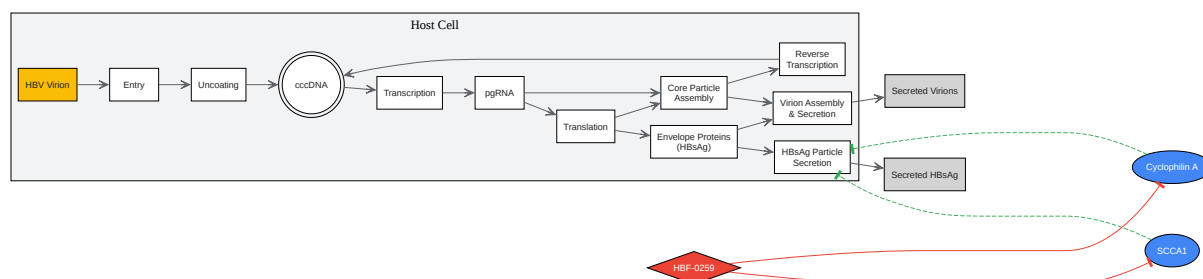 Host Cell
HBV Virion
Entry
Uncoating
cccDNA
Transcription
pgRNA
Translation
Core Particle
Assembly
Envelope Proteins
(HBsAg)
Reverse
Transcription
Virion Assembly
& Secretion
HBsAg Particle
Secretion
Secreted Virions
Secreted HBsAg
Cyclophilin A
SCCA1
HBF-0259